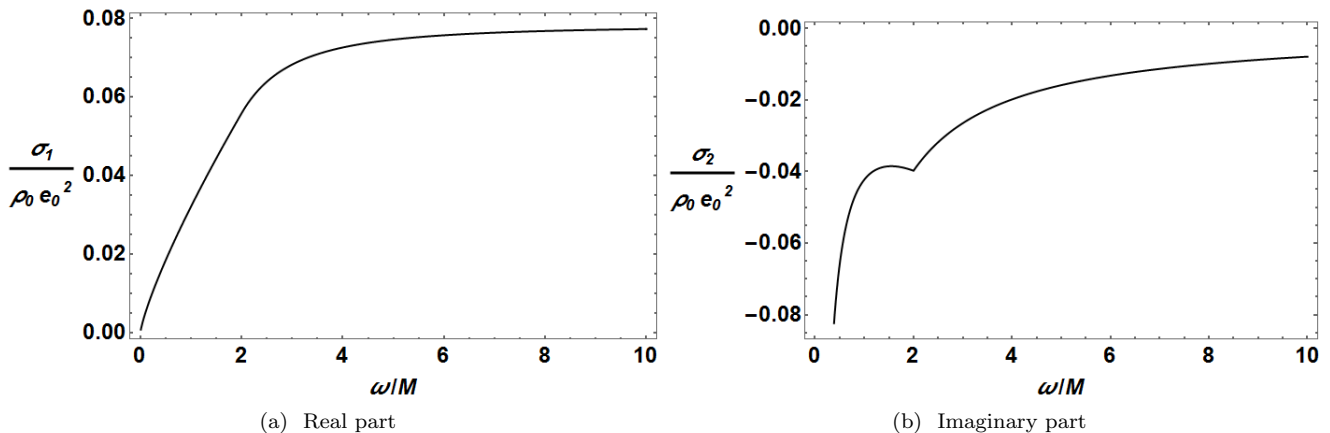 0.08
0.06
0.04
0.02
0.00
σ₁
ρ₀ e₀²
0 2 4 6 8 10
ω/M
(a) Real part
0.00
−0.02
−0.04
−0.06
−0.08
σ₂
ρ₀ e₀²
0 2 4 6 8 10
ω/M
(b) Imaginary part